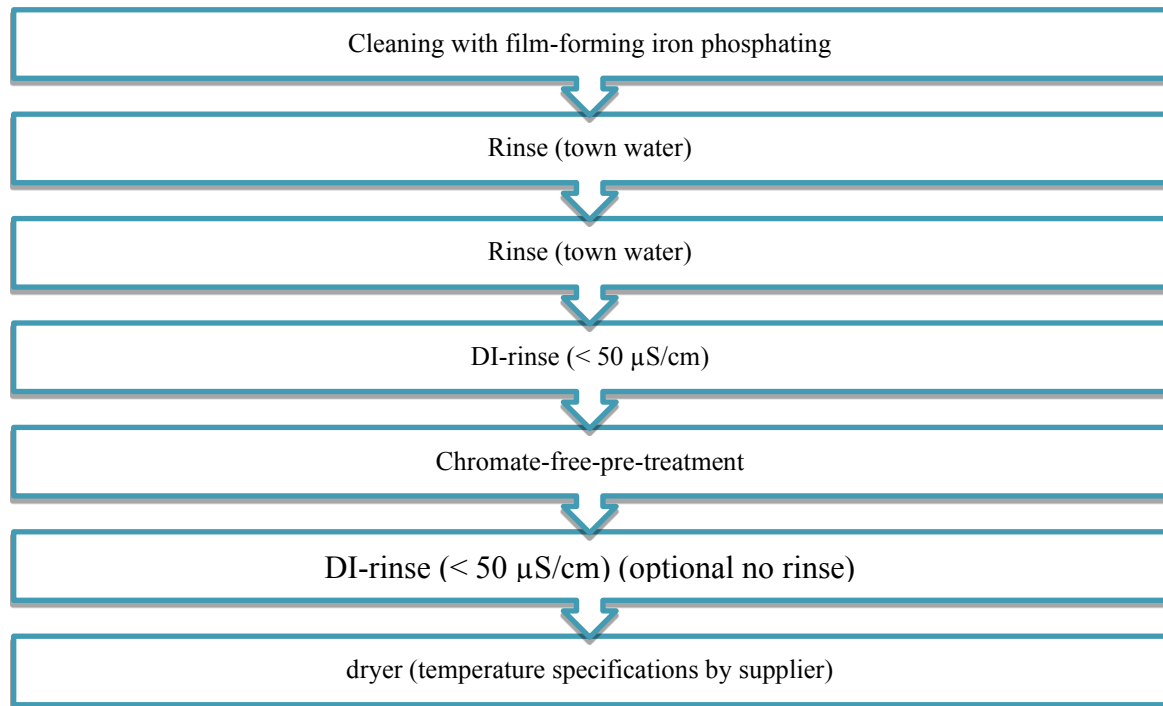 Cleaning with film-forming iron phosphating
Rinse (town water)
Rinse (town water)
DI-rinse (< 50 µS/cm)
Chromate-free-pre-treatment
DI-rinse (< 50 µS/cm) (optional no rinse)
dryer (temperature specifications by supplier)